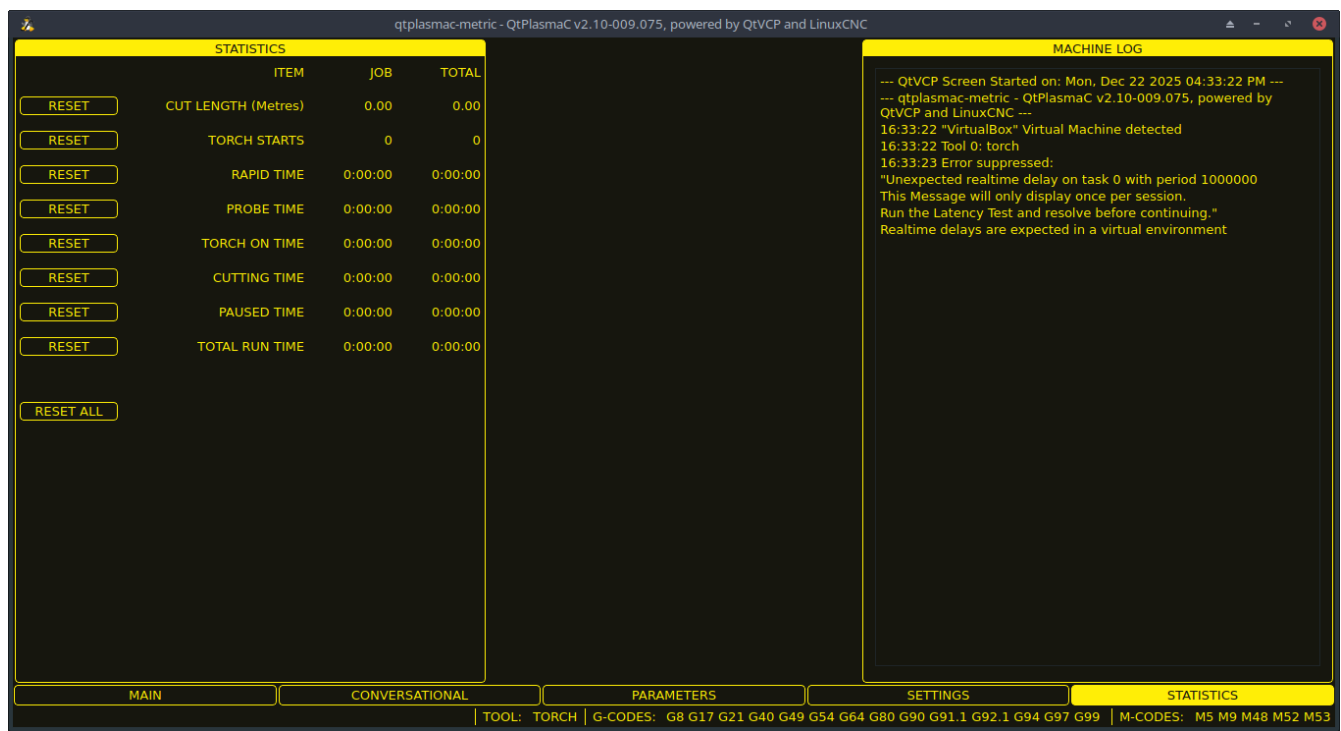 qtplasmac-metric - QtPlasmaC v2.10-009.075, powered by QtVCP and LinuxCNC
STATISTICS
ITEM JOB TOTAL
RESET CUT LENGTH (Metres) 0.00 0.00
RESET TORCH STARTS 0 0
RESET RAPID TIME 0:00:00 0:00:00
RESET PROBE TIME 0:00:00 0:00:00
RESET TORCH ON TIME 0:00:00 0:00:00
RESET CUTTING TIME 0:00:00 0:00:00
RESET PAUSED TIME 0:00:00 0:00:00
RESET TOTAL RUN TIME 0:00:00 0:00:00
RESET ALL
MACHINE LOG
--- QtVCP Screen Started on: Mon, Dec 22 2025 04:33:22 PM ---
--- qtplasmac-metric - QtPlasmaC v2.10-009.075, powered by
QtVCP and LinuxCNC ---
16:33:22 "VirtualBox" Virtual Machine detected
16:33:22 Tool 0: torch
16:33:23 Error suppressed:
"Unexpected realtime delay on task 0 with period 1000000
This Message will only display once per session.
Run the Latency Test and resolve before continuing."
Realtime delays are expected in a virtual environment
MAIN CONVERSATIONAL PARAMETERS SETTINGS STATISTICS
TOOL: TORCH G-CODES: G8 G17 G21 G40 G49 G54 G64 G80 G90 G91.1 G92.1 G94 G97 G99 M-CODES: M5 M9 M48 M52 M53